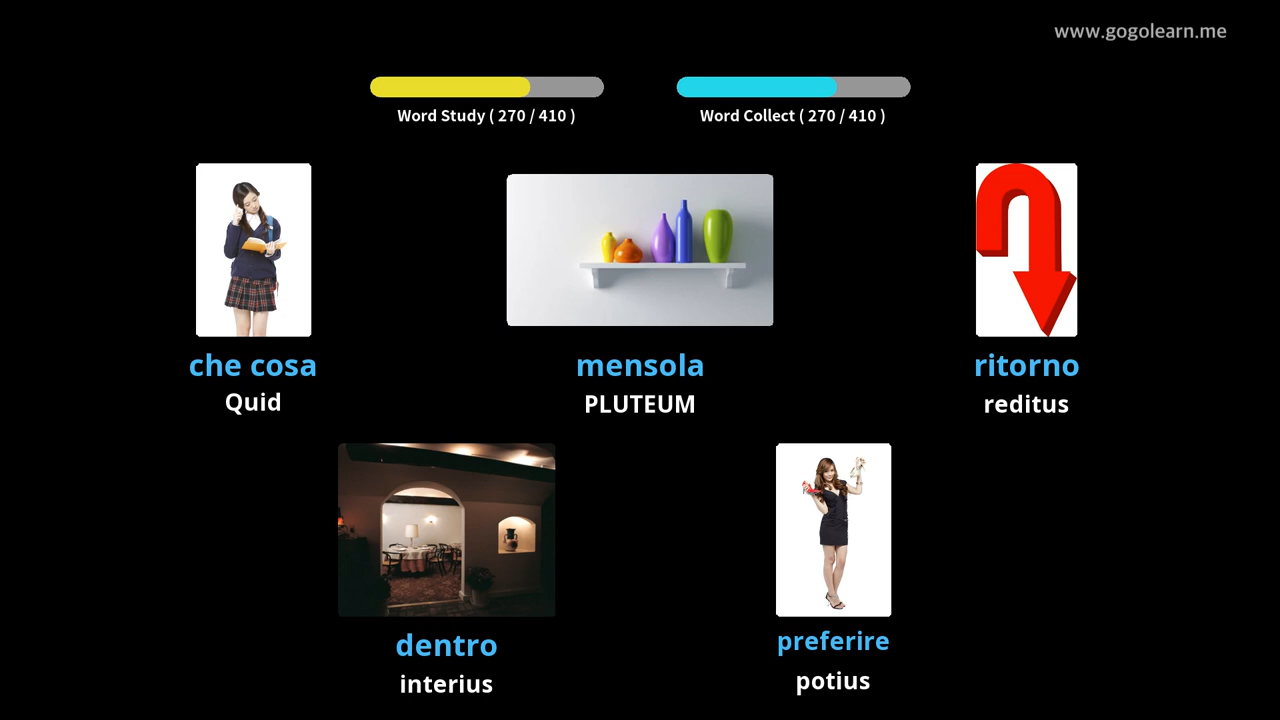 www.gogolearn.me
Word Study ( 270 / 410 )
Word Collect ( 270 / 410 )
che cosa
Quid
mensola
PLUTEUM
ritorno
reditus
dentro
interius
preferire
potius